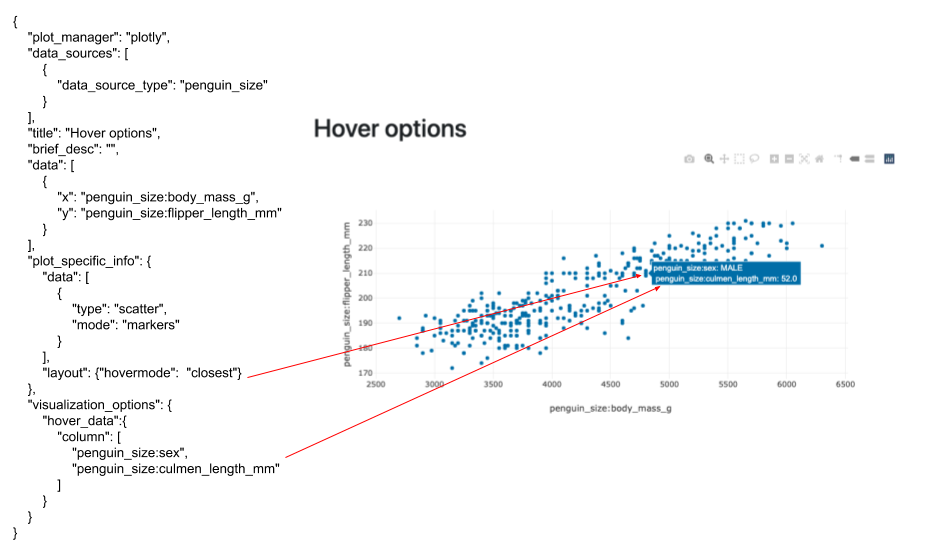 {
"plot_manager": "plotly",
"data_sources": [
{
"data_source_type": "penguin_size"
}
],
"title": "Hover options",
"brief_desc": "",
"data": [
{
"x": "penguin_size:body_mass_g",
"y": "penguin_size:flipper_length_mm"
}
],
"plot_specific_info": {
"data": [
{
"type": "scatter",
"mode": "markers"
}
],
"layout": {"hovermode":  "closest"}
},
"visualization_options": {
"hover_data":{
"column": [
"penguin_size:sex",
"penguin_size:culmen_length_mm"
]
}
}
}
Hover options
penguin_size:flipper_length_mm
230
220
210
200
190
180
170
penguin_size:sex: MALE
penguin_size:culmen_length_mm: 52.0
2500 3000 3500 4000 4500 5000 5500 6000 6500
penguin_size:body_mass_g